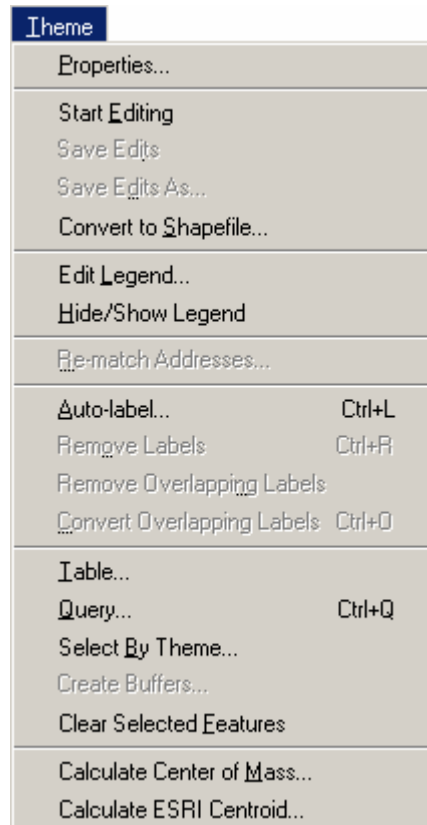 Theme
Properties...
Start Editing
Save Edits
Save Edits As...
Convert to Shapefile...
Edit Legend...
Hide/Show Legend
Re-match Addresses...
Auto-label... Ctrl+L
Remove Labels Ctrl+R
Remove Overlapping Labels
Convert Overlapping Labels Ctrl+O
Table...
Query... Ctrl+Q
Select By Theme...
Create Buffers...
Clear Selected Features
Calculate Center of Mass...
Calculate ESRI Centroid...